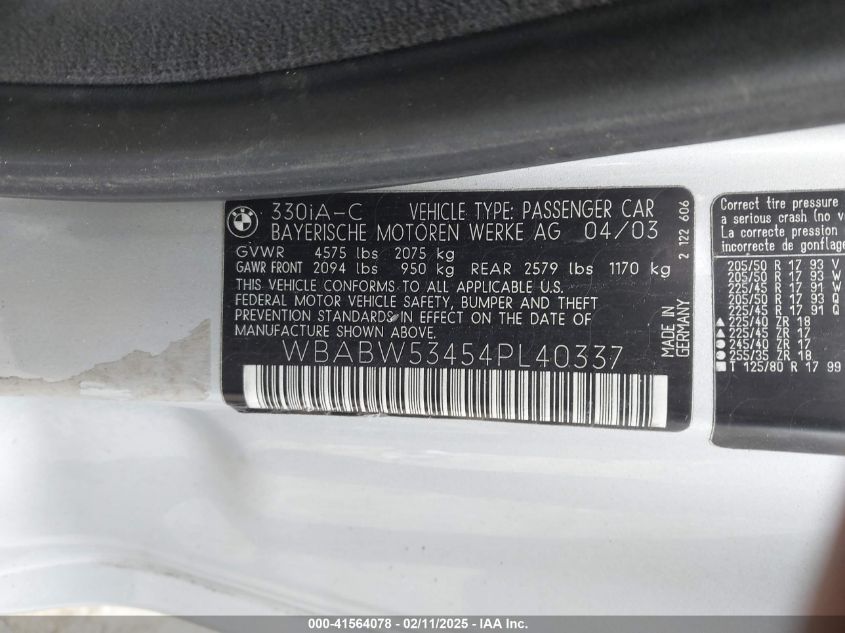 330iA-C VEHICLE TYPE: PASSENGER CAR
BAYERISCHE MOTOREN WERKE AG 04/03
GVWR 4575 lbs 2075 kg
GAWR FRONT 2094 lbs 950 kg REAR 2579 lbs 1170 kg
THIS VEHICLE CONFORMS TO ALL APPLICABLE U.S.
FEDERAL MOTOR VEHICLE SAFETY, BUMPER AND THEFT
PREVENTION STANDARDS IN EFFECT ON THE DATE OF
MANUFACTURE SHOWN ABOVE.
WBABW53454PL40337
MADE IN
GERMANY
2 122 606
BMW
Correct tire pressure
a serious crash (no
La correcte pression
incorrecte de gonflag
205/50 R 17 93 V
205/50 R 17 93 W
225/45 R 17 91 W
205/50 R 17 93 Q
225/45 R 17 91 Q
225/40 ZR 18
225/45 ZR 17
245/40 ZR 17
255/35 ZR 18
T 125/80 R 17 99
000-41564078 - 02/11/2025 - IAA Inc.